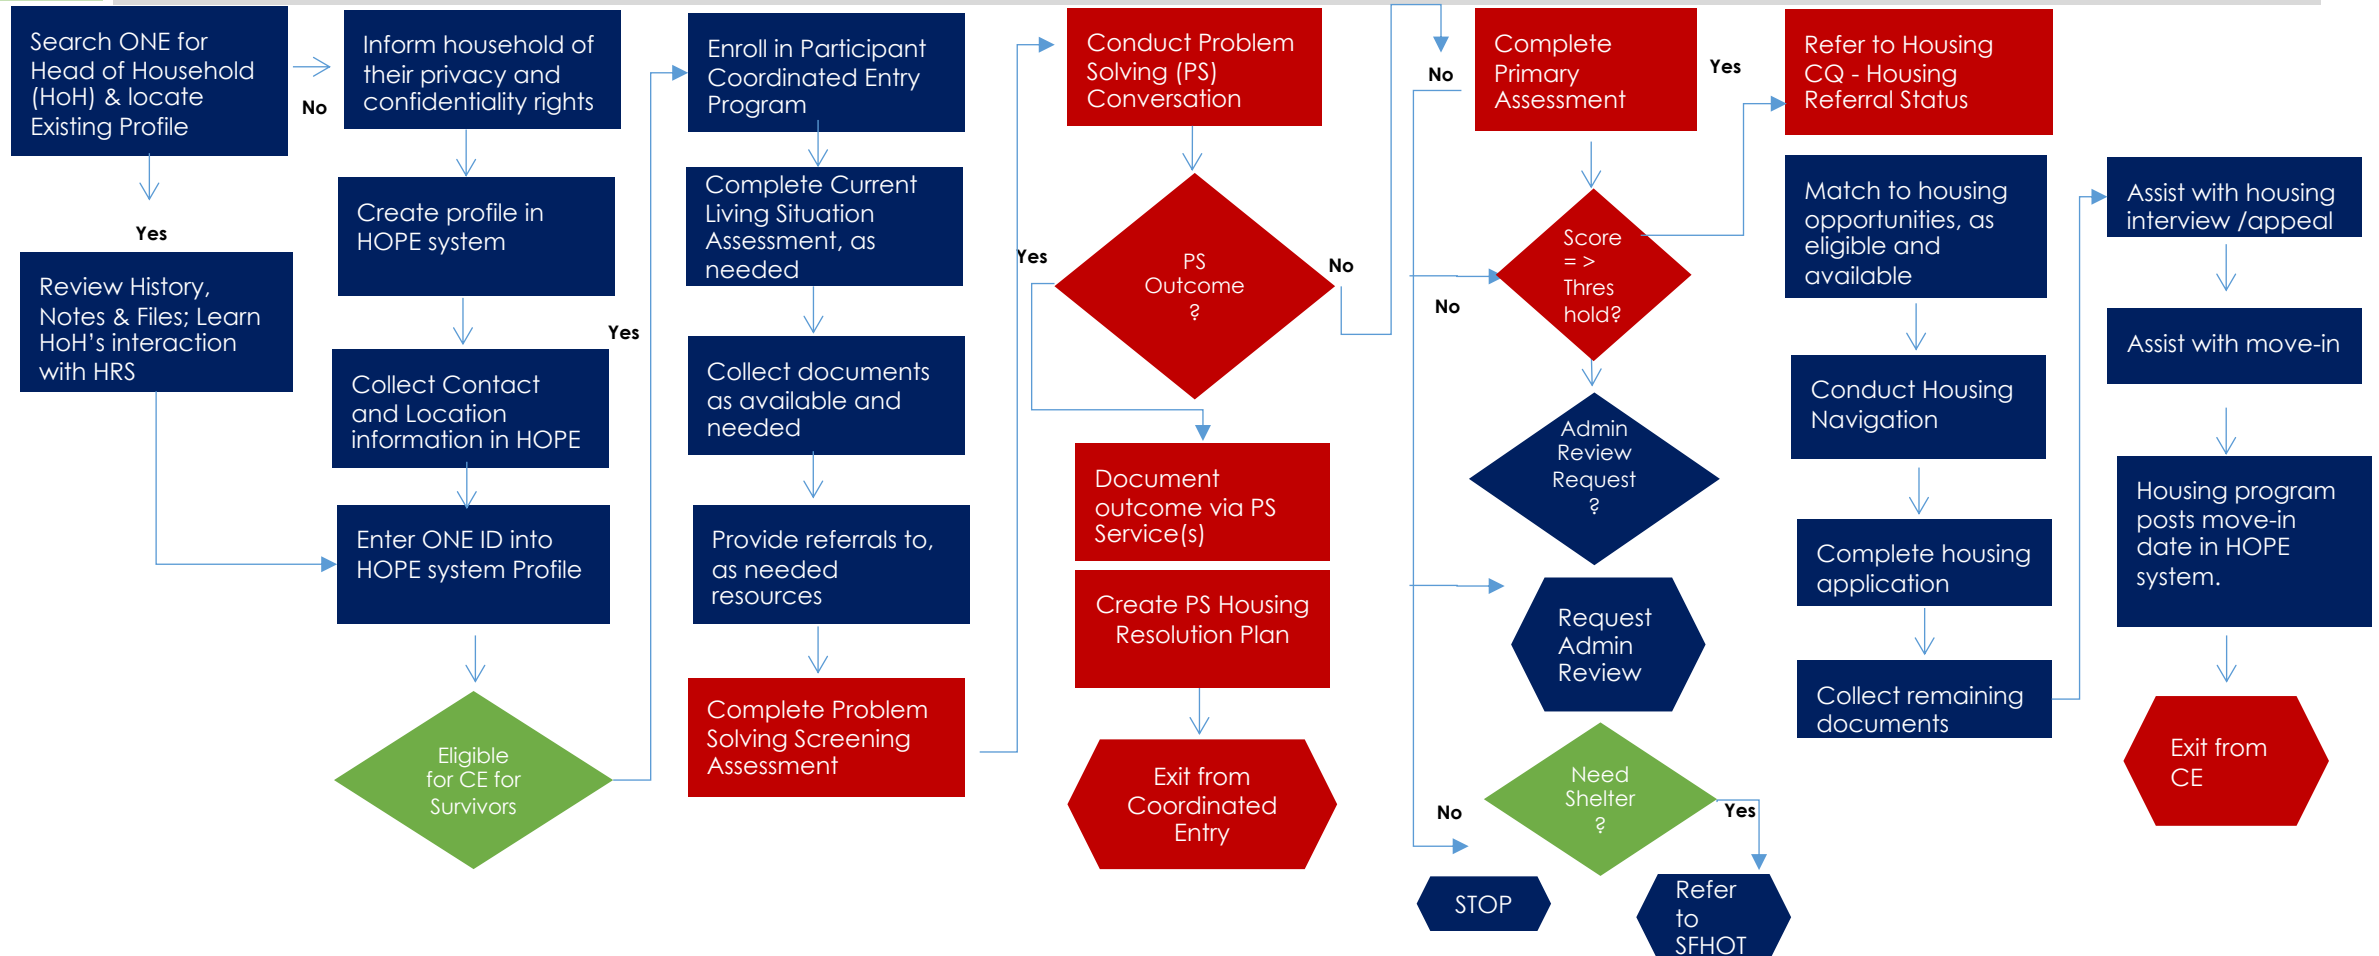 Search ONE for
Head of Household
(HoH) & locate
Existing Profile
No
Yes
Review History,
Notes & Files; Learn
HoH's interaction
with HRS
Inform household of
their privacy and
confidentiality rights
Create profile in
HOPE system
Collect Contact
and Location
information in HOPE
Enter ONE ID into
HOPE system Profile
Eligible
for CE for
Survivors
Yes
Enroll in Participant
Coordinated Entry
Program
Complete Current
Living Situation
Assessment, as
needed
Collect documents
as available and
needed
Provide referrals to,
as needed
resources
Complete Problem
Solving Screening
Assessment
Conduct Problem
Solving (PS)
Conversation
Yes
PS
Outcome
?
No
Document
outcome via PS
Service(s)
Create PS Housing
Resolution Plan
Exit from
Coordinated
Entry
No
Complete
Primary
Assessment
Yes
Score
= >
Thres
hold?
No
Admin
Review
Request
?
Request
Admin
Review
Need
Shelter
?
No
Yes
STOP
Refer
to
SFHOT
Refer to Housing
CQ - Housing
Referral Status
Match to housing
opportunities, as
eligible and
available
Conduct Housing
Navigation
Complete housing
application
Collect remaining
documents
Assist with housing
interview /appeal
Assist with move-in
Housing program
posts move-in
date in HOPE
system.
Exit from
CE